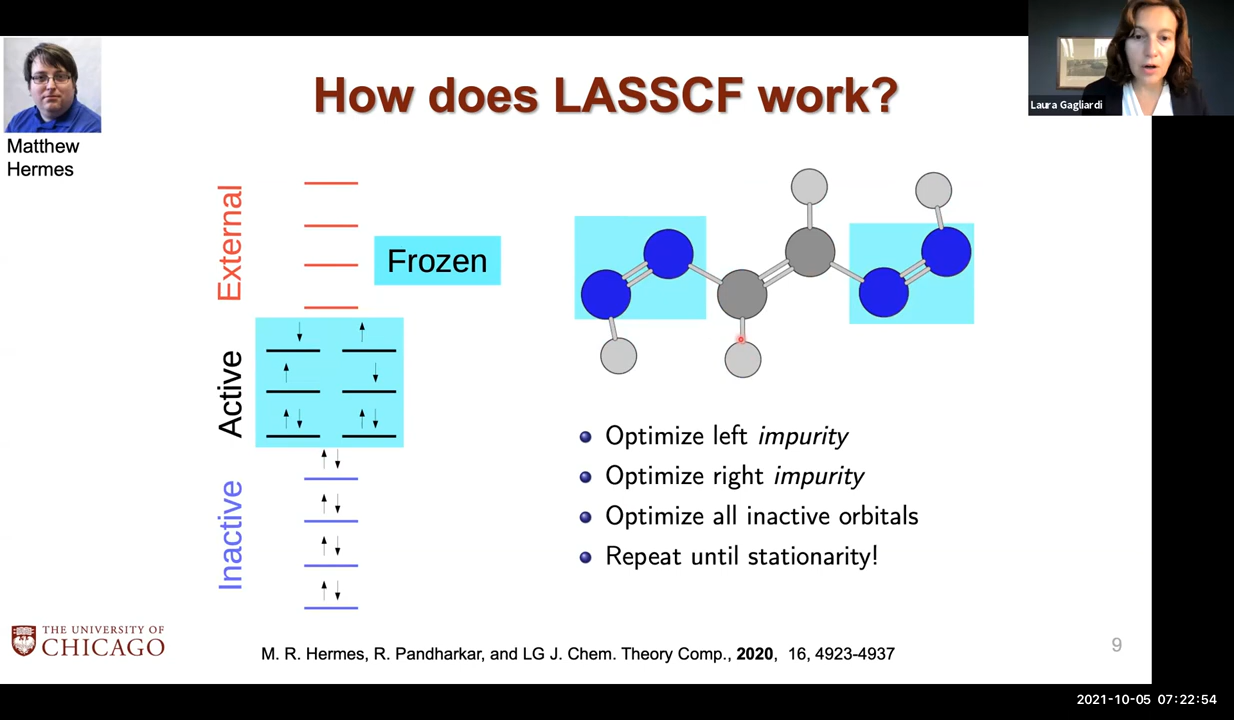 How does LASSCF work?
Laura Gagliardi
Matthew
Hermes
External
Active
Inactive
Frozen
Optimize left impurity
Optimize right impurity
Optimize all inactive orbitals
Repeat until stationarity!
THE UNIVERSITY OF
CHICAGO
M. R. Hermes, R. Pandharkar, and LG J. Chem. Theory Comp., 2020, 16, 4923-4937
9
2021-10-05 07:22:54